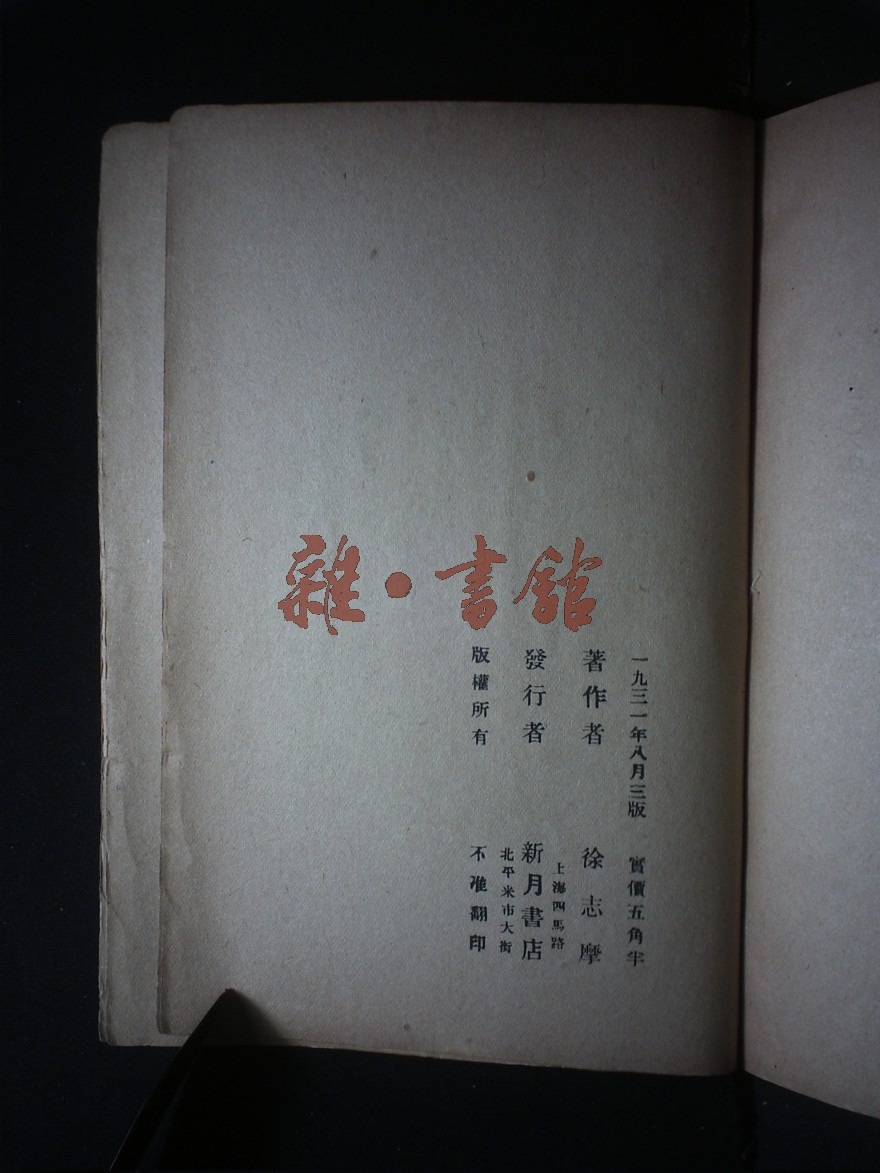 雜·書館
一九三一年八月三版 實價五角半
著作者 徐志摩
發行者 新月書店
上海四馬路
北平米市大街
版權所有 不准翻印